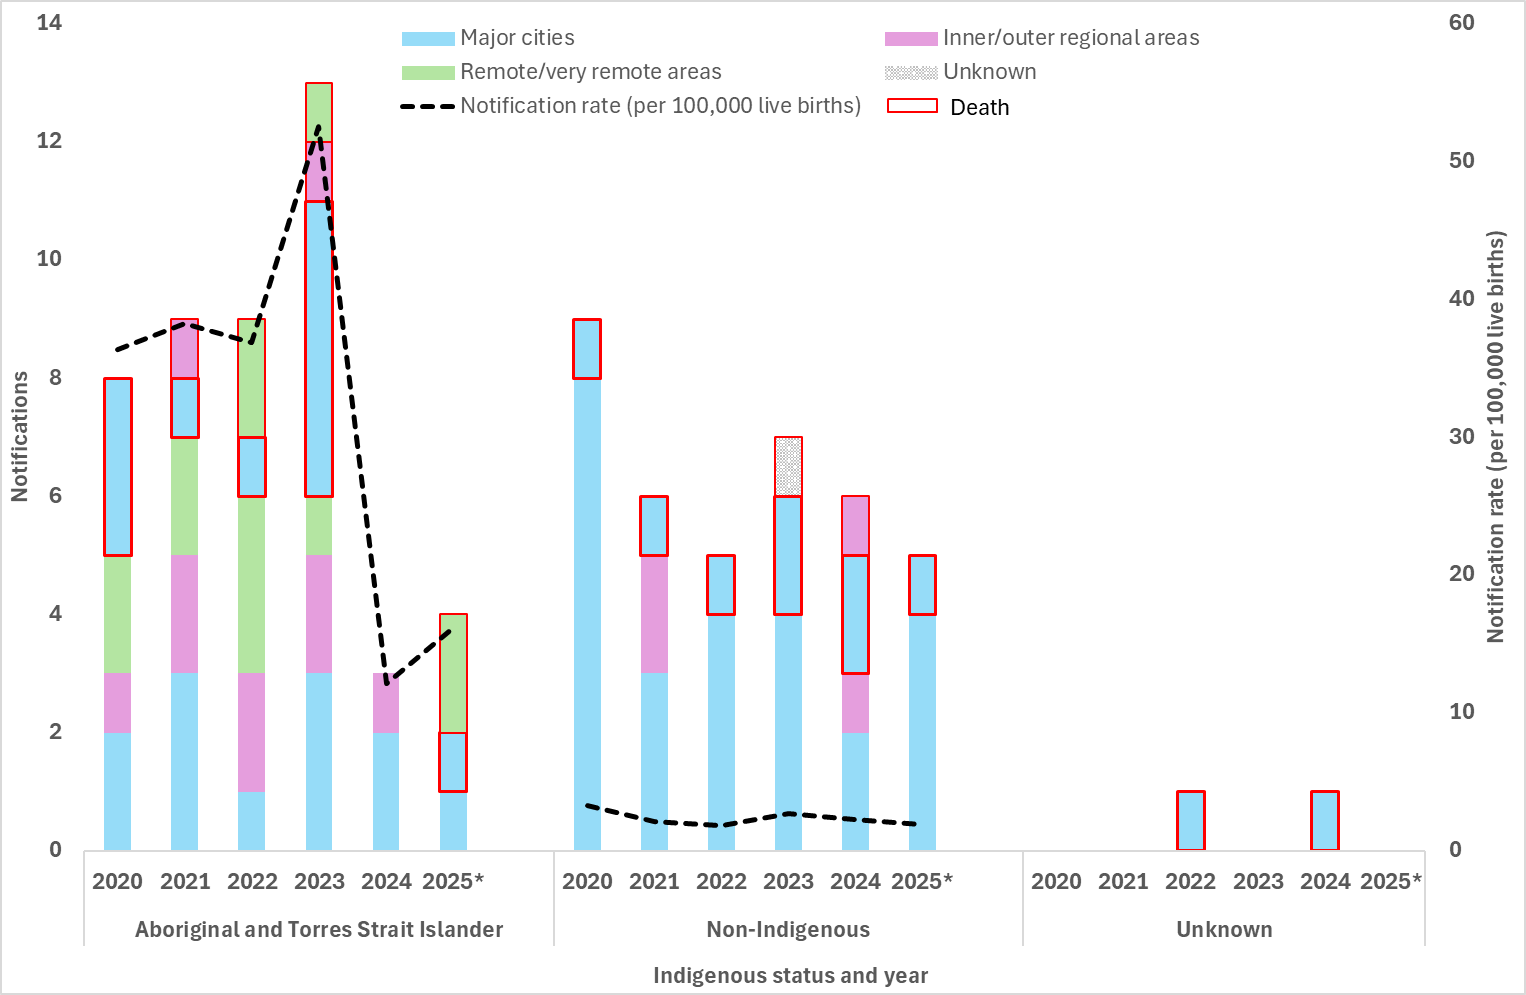 14
12
10
8
6
4
2
0
Notifications
Major cities
Inner/outer regional areas
Remote/very remote areas
Unknown
Notification rate (per 100,000 live births)
Death
60
50
40
30
20
10
0
Notification rate (per 100,000 live births)
2020 2021 2022 2023 2024 2025* 2020 2021 2022 2023 2024 2025* 2020 2021 2022 2023 2024 2025*
Aboriginal and Torres Strait Islander Non-Indigenous Unknown
Indigenous status and year